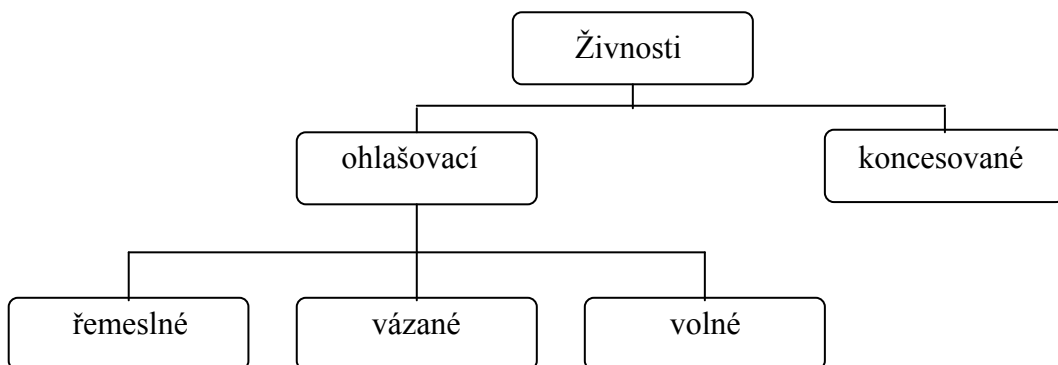 Živnosti
ohlašovací
koncesované
řemeslné
vázané
volné